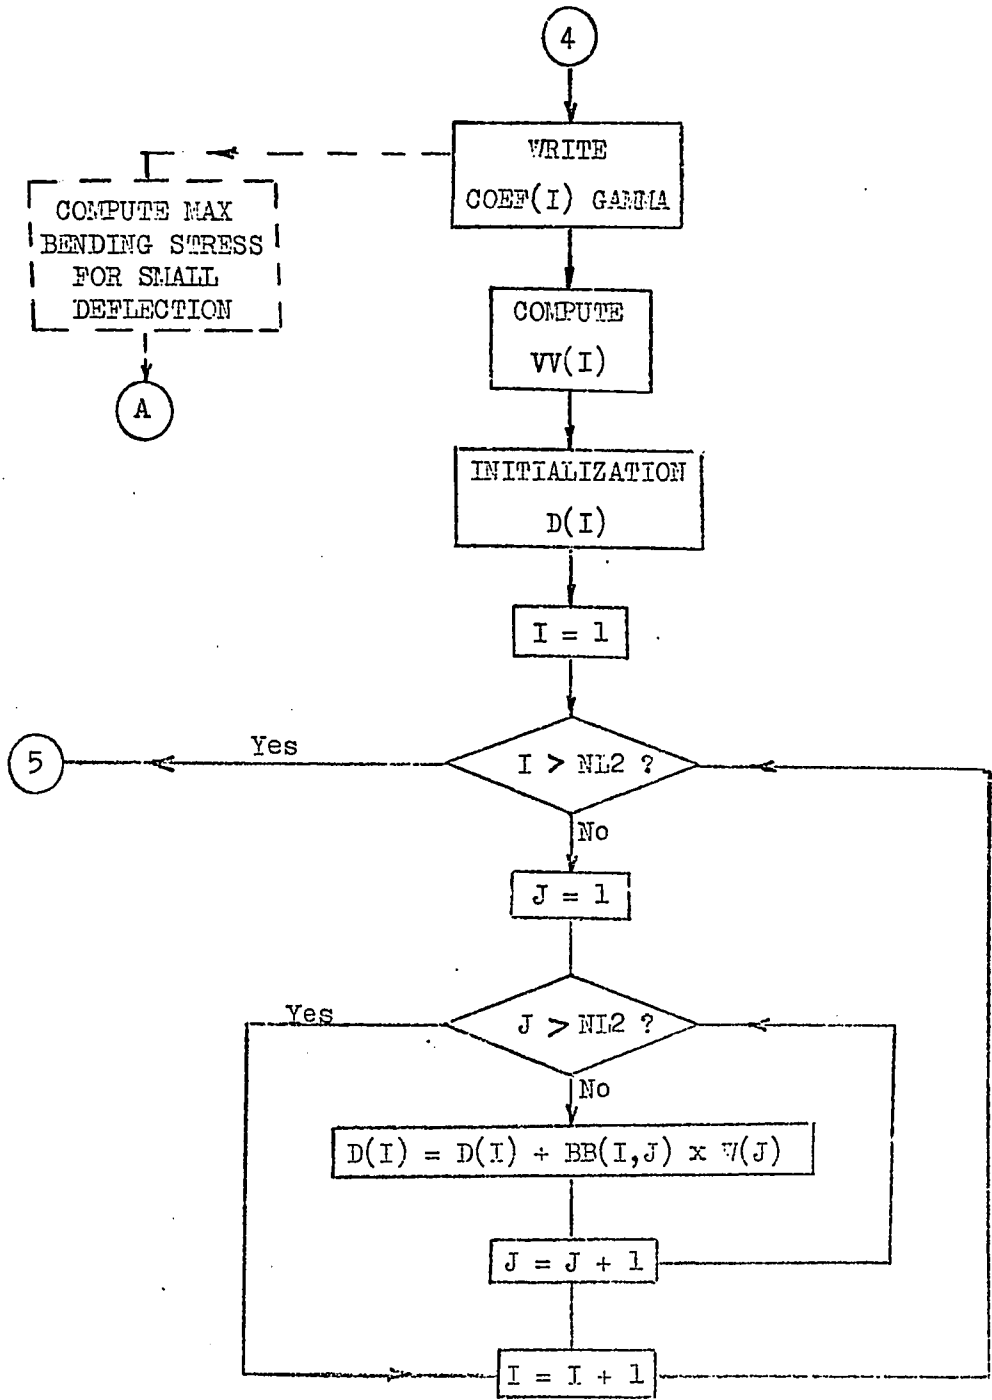 4
WRITE
COEF(I) GAMMA
COMPUTE MAX
BENDING STRESS
FOR SMALL
DEFLECTION
A
COMPUTE
VV(I)
INITIALIZATION
D(I)
I = 1
I > NL2 ?
Yes
5
No
J = 1
J > NL2 ?
Yes
No
D(I) = D(I) + BB(I,J) x W(J)
J = J + 1
I = I + 1